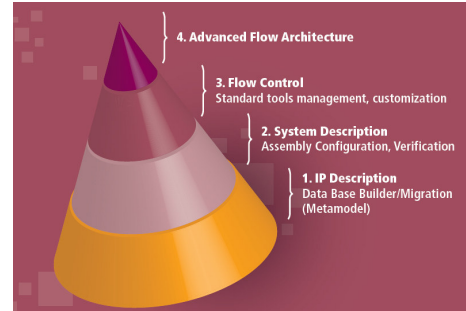 4. Advanced Flow Architecture
3. Flow Control
Standard tools management, customization
2. System Description
Assembly Configuration, Verification
1. IP Description
Data Base Builder/Migration
(Metamodel)